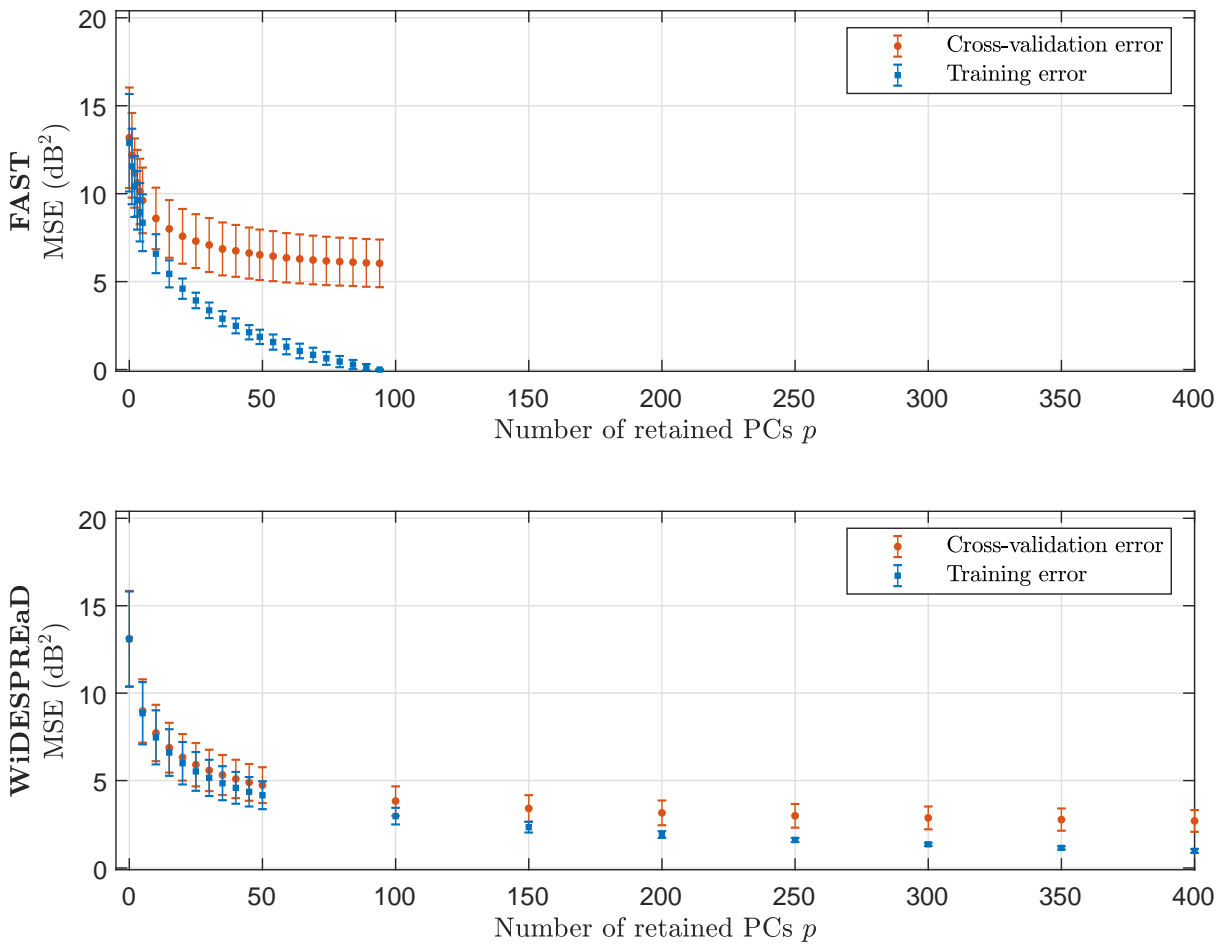 20
15
10
5
0
FAST
MSE (dB²)
Cross-validation error
Training error
0 50 100 150 200 250 300 350 400
Number of retained PCs p
20
15
10
5
0
WiDESPREaD
MSE (dB²)
Cross-validation error
Training error
0 50 100 150 200 250 300 350 400
Number of retained PCs p